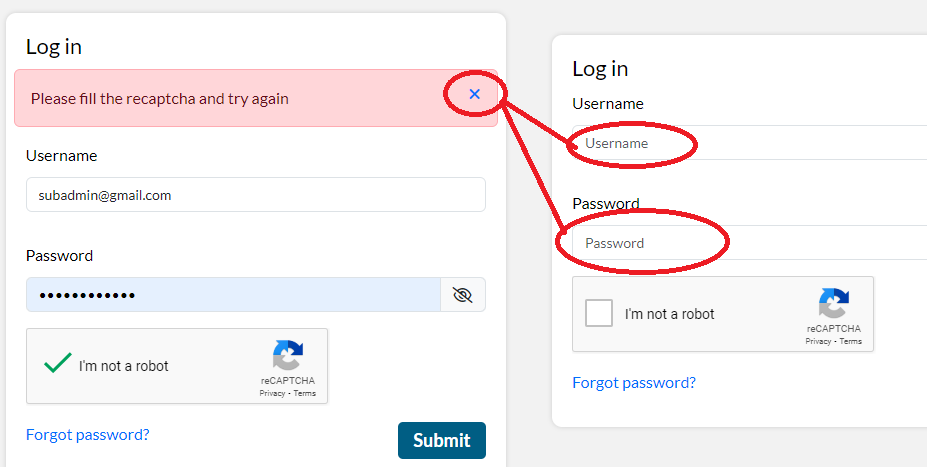 Log in
Please fill the recaptcha and try again
Username
subadmin@gmail.com
Password
••••••••••••
I'm not a robot
reCAPTCHA
Privacy - Terms
Forgot password?
Submit
Log in
Username
Username
Password
Password
I'm not a robot
reCAPTCHA
Privacy - Terms
Forgot password?